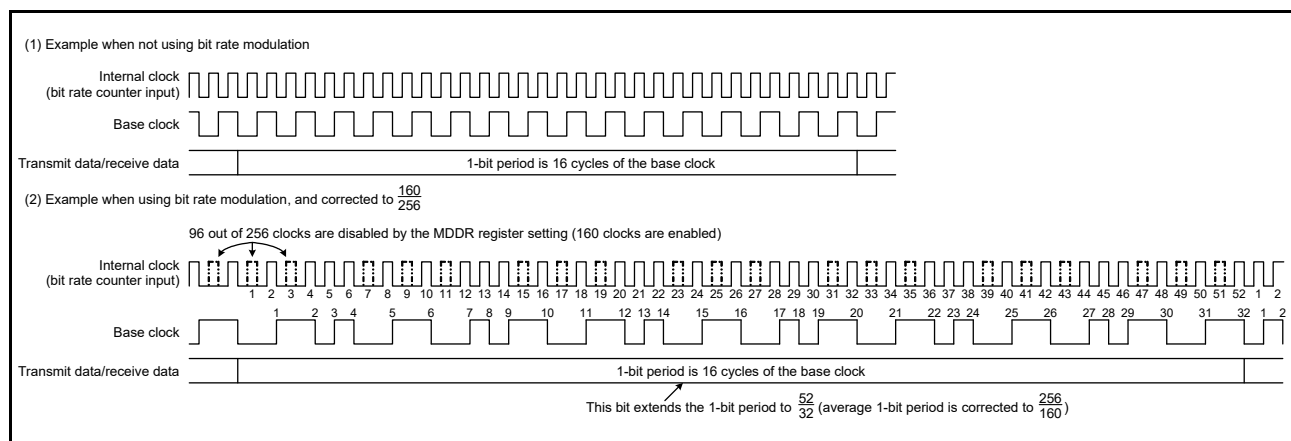 (1) Example when not using bit rate modulation
Internal clock
(bit rate counter input)
Base clock
Transmit data/receive data
1-bit period is 16 cycles of the base clock
(2) Example when using bit rate modulation, and corrected to 160/256
96 out of 256 clocks are disabled by the MDDR register setting (160 clocks are enabled)
Internal clock
(bit rate counter input)
1 2 3 4 5 6 7 8 9 10 11 12 13 14 15 16 17 18 19 20 21 22 23 24 25 26 27 28 29 30 31 32 33 34 35 36 37 38 39 40 41 42 43 44 45 46 47 48 49 50 51 52 1 2
1 2 3 4 5 6 7 8 9 10 11 12 13 14 15 16 17 18 19 20 21 22 23 24 25 26 27 28 29 30 31 32 1 2
Base clock
Transmit data/receive data
1-bit period is 16 cycles of the base clock
This bit extends the 1-bit period to 52/32 (average 1-bit period is corrected to 256/160)